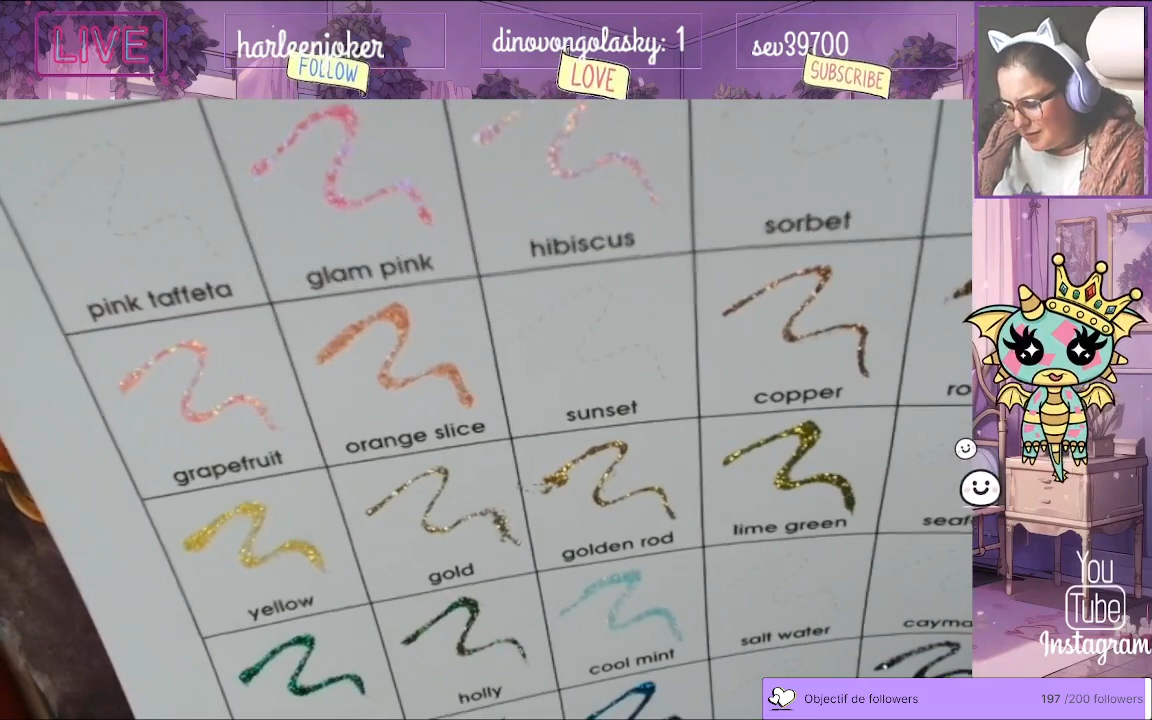 LIVE
harleenjoker
FOLLOW
dinovongolasky: 1
LOVE
sev39700
SUBSCRIBE
pink taffeta
glam pink
hibiscus
sorbet
grapefruit
orange slice
sunset
copper
yellow
gold
golden rod
lime green
holly
cool mint
salt water
You
Tube
Instagram
Objectif de followers
197 /200 followers